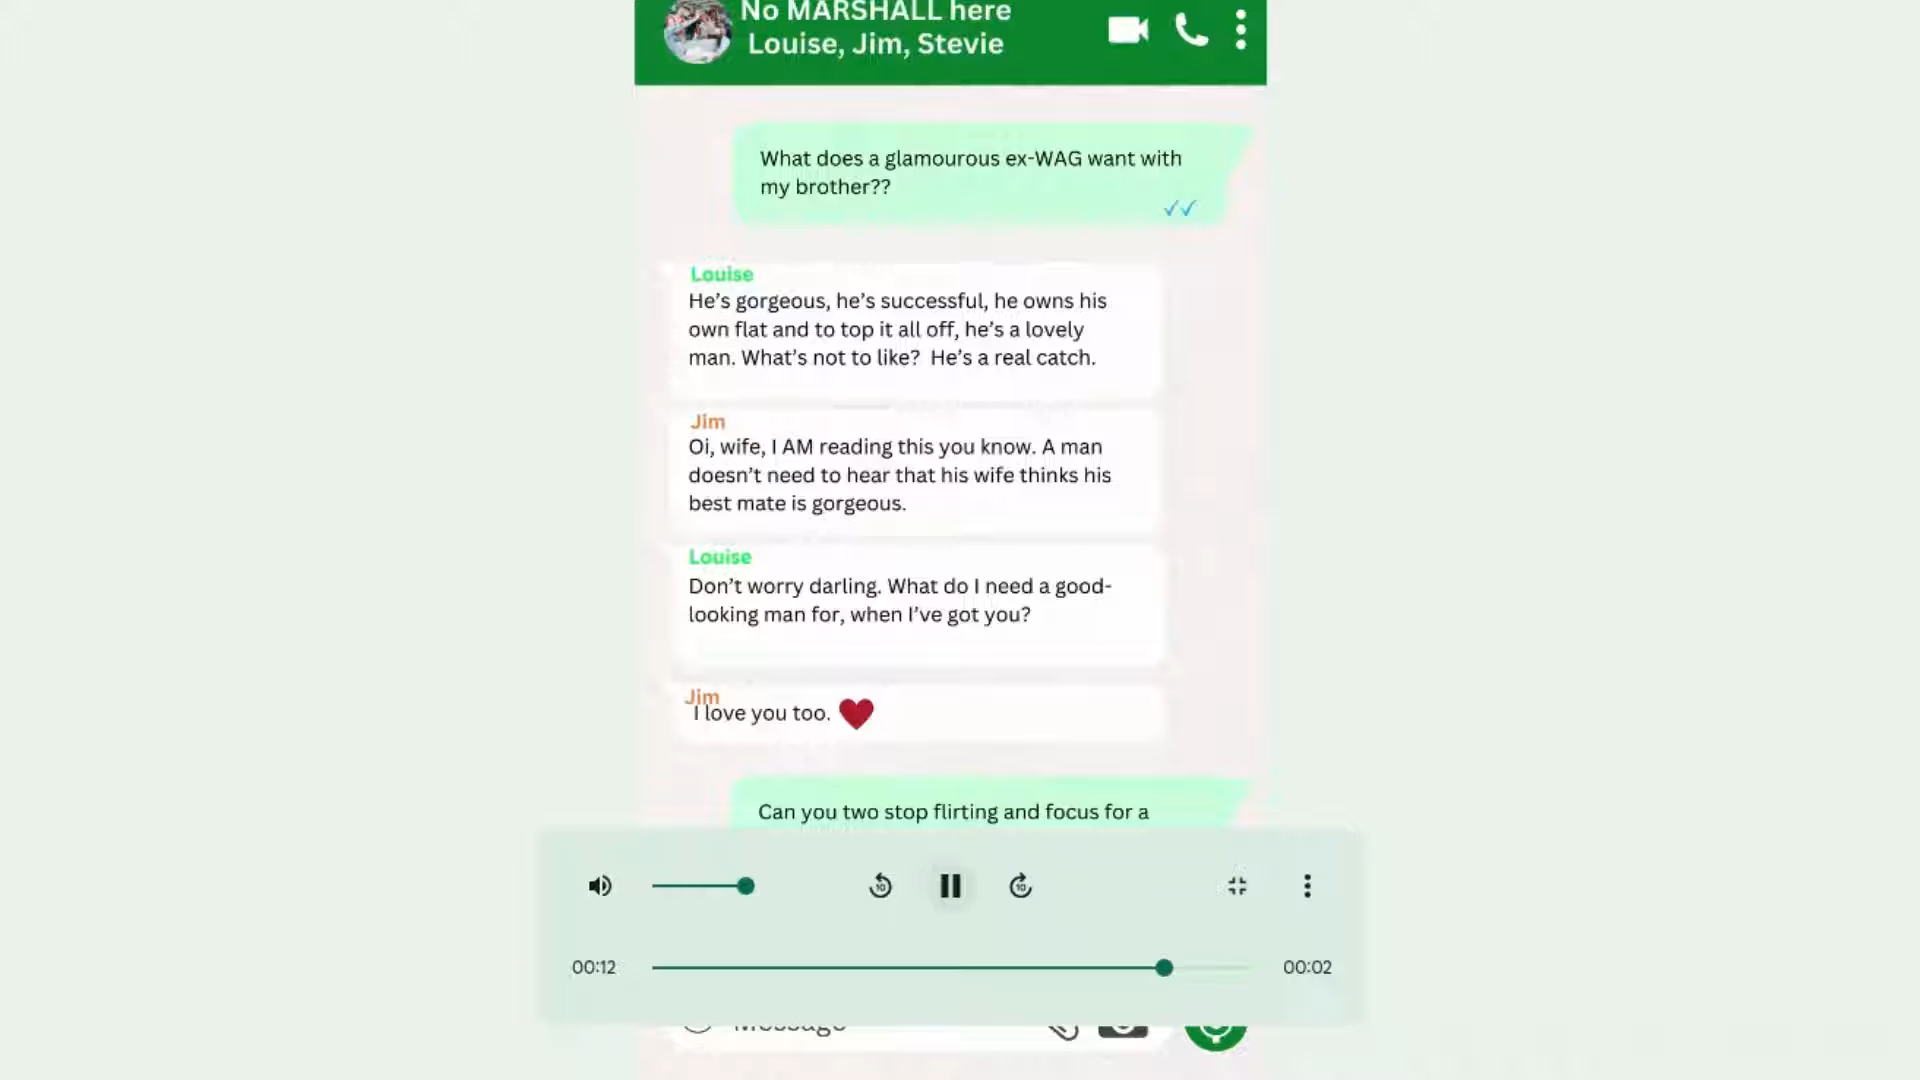 No MARSHALL here
Louise, Jim, Stevie
What does a glamourous ex-WAG want with
my brother??
Louise
He's gorgeous, he's successful, he owns his
own flat and to top it all off, he's a lovely
man. What's not to like? He's a real catch.
Jim
Oi, wife, I AM reading this you know. A man
doesn't need to hear that his wife thinks his
best mate is gorgeous.
Louise
Don't worry darling. What do I need a good-
looking man for, when I've got you?
Jim
I love you too.
Can you two stop flirting and focus for a
10
10
00:12
00:02
Message